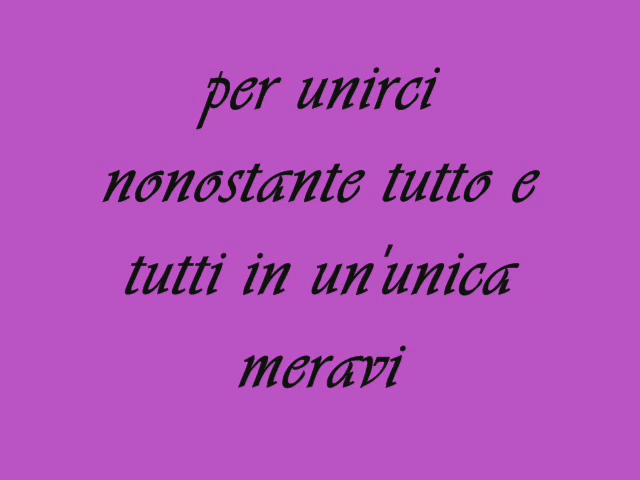 per unirci
nonostante tutto e
tutti in un'unica
meravi